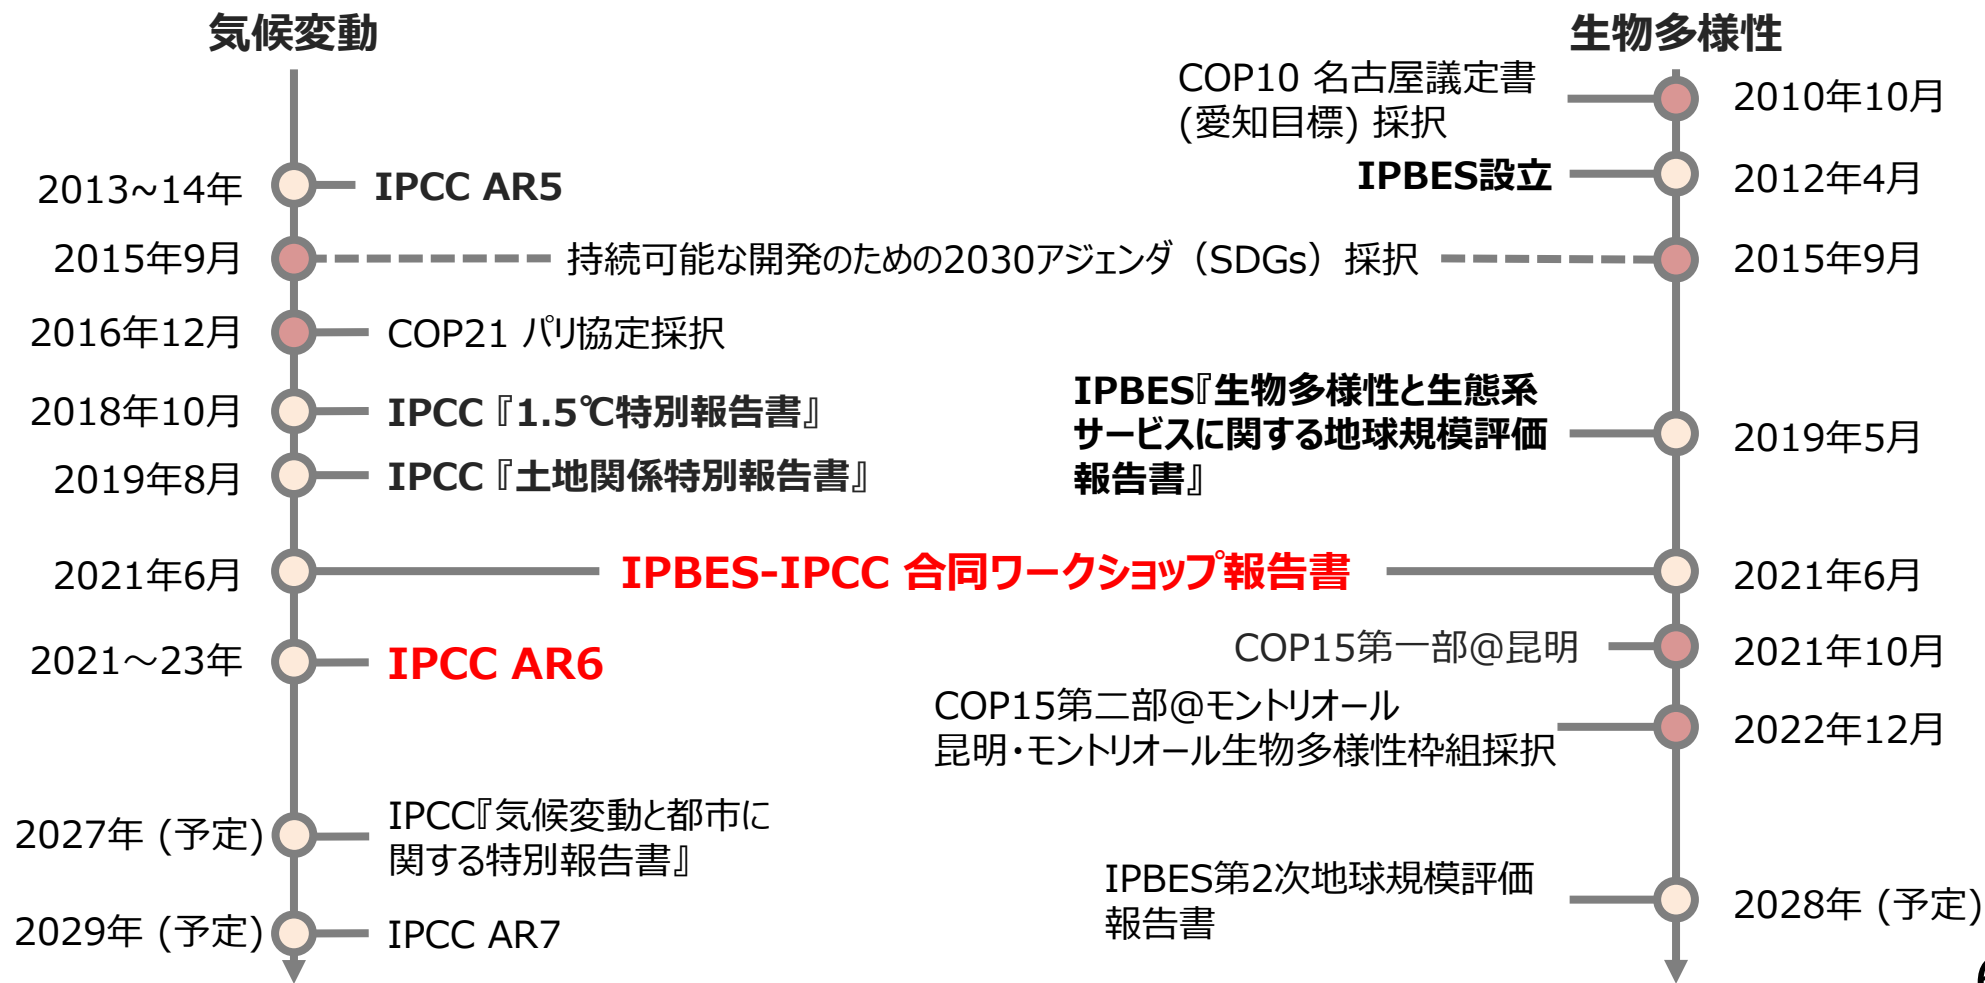 気候変動
生物多様性
COP10 名古屋議定書
(愛知目標) 採択
2010年10月
IPBES設立
2012年4月
2013~14年
IPCC AR5
2015年9月
持続可能な開発のための2030アジェンダ（SDGs）採択
2015年9月
2016年12月
COP21 パリ協定採択
2018年10月
IPCC『1.5℃特別報告書』
IPBES『生物多様性と生態系
サービスに関する地球規模評価
報告書』
2019年5月
2019年8月
IPCC『土地関係特別報告書』
2021年6月
IPBES-IPCC 合同ワークショップ報告書
2021年6月
COP15第一部@昆明
2021年10月
2021～23年
IPCC AR6
COP15第二部@モントリオール
昆明・モントリオール生物多様性枠組採択
2022年12月
2027年 (予定)
IPCC『気候変動と都市に
関する特別報告書』
IPBES第2次地球規模評価
報告書
2028年 (予定)
2029年 (予定)
IPCC AR7